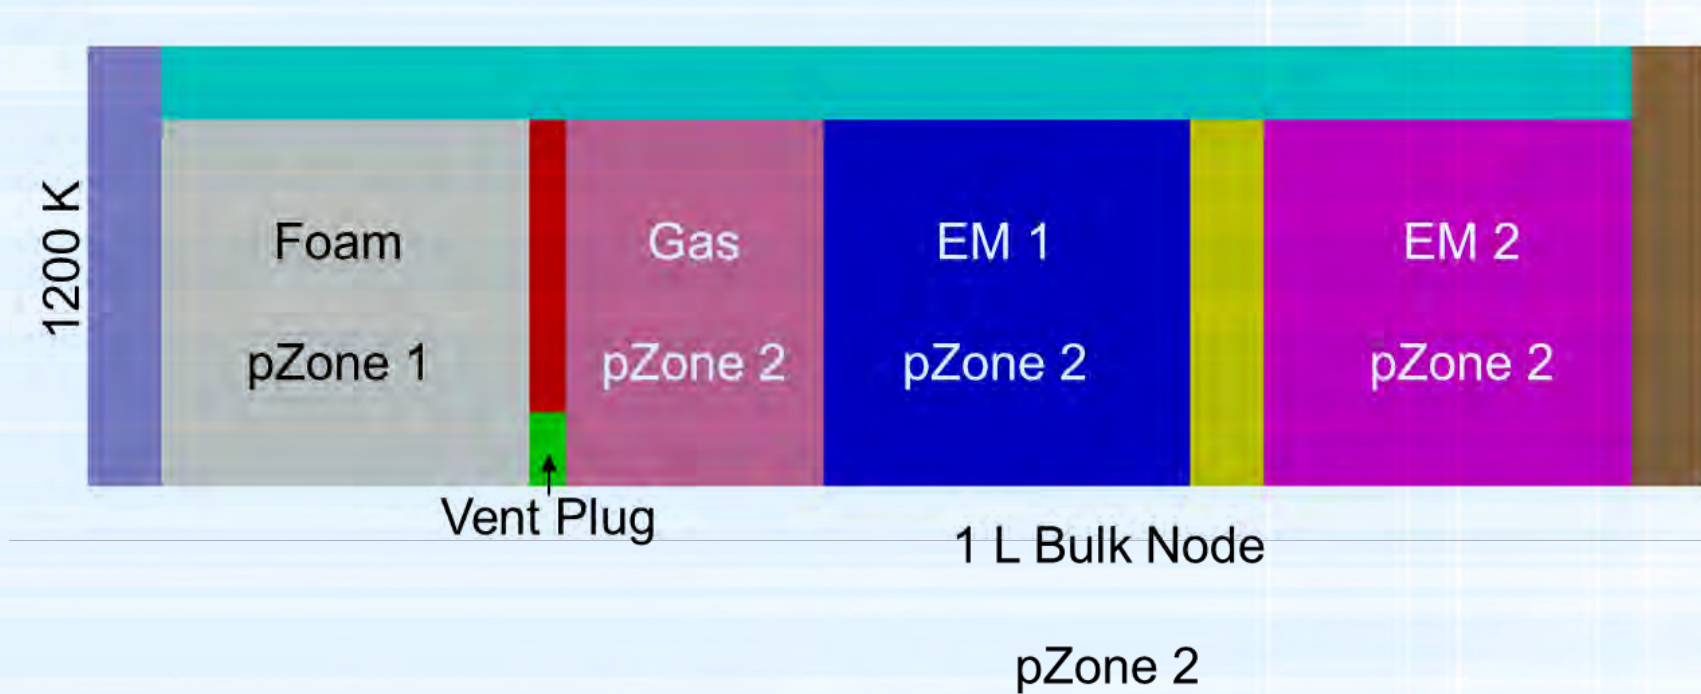 1200 K
Foam
pZone 1
Gas
pZone 2
EM 1
pZone 2
EM 2
pZone 2
Vent Plug
1 L Bulk Node
pZone 2